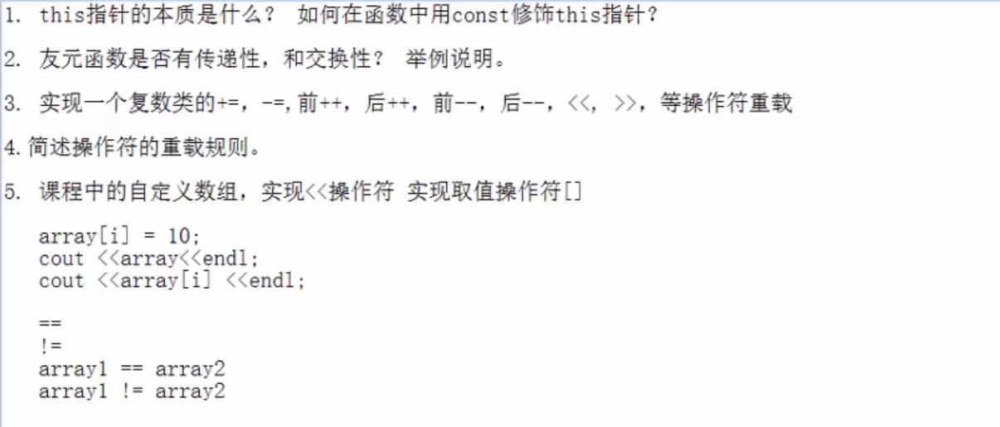 1. this指针的本质是什么？ 如何在函数中用const修饰this指针？
2. 友元函数是否有传递性，和交换性？ 举例说明。
3. 实现一个复数类的+=，-=,前++，后++，前--，后--，<<, >>，等操作符重载
4.简述操作符的重载规则。
5. 课程中的自定义数组，实现<<操作符 实现取值操作符[]
array[i] = 10;
cout <<array<<endl;
cout <<array[i] <<endl;
==
!=
array1 == array2
array1 != array2